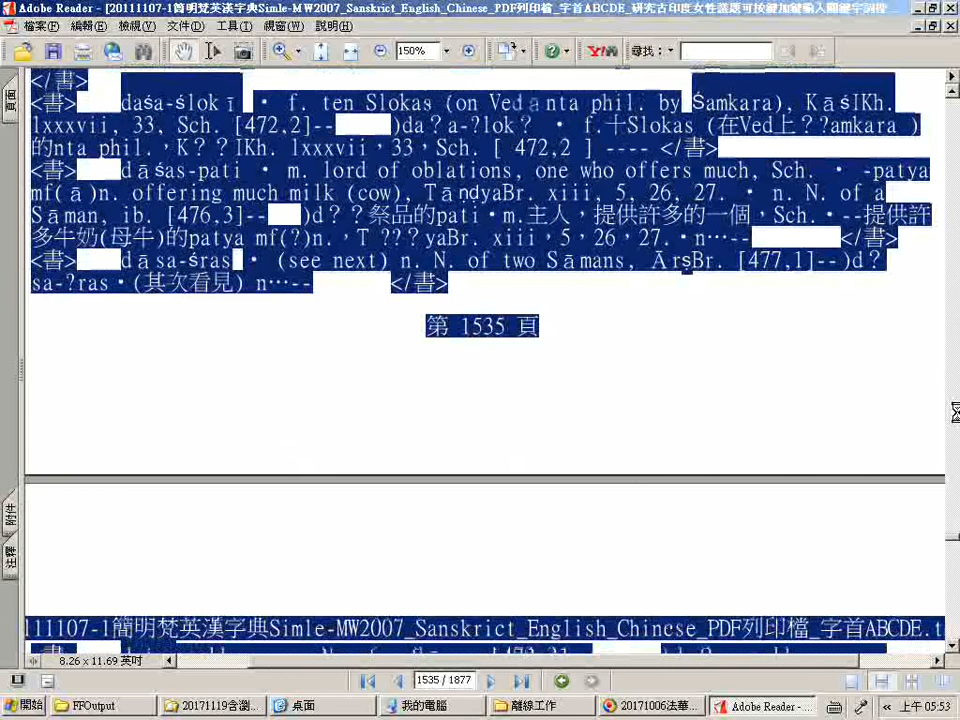 Adobe Reader - [20111107-1簡明梵英漢字典Simle-MW2007_Sanskrict_English_Chinese_PDF列印檔_字首ABCDE_研究古印度女性議題可按鍵加鍵輸入關鍵字詞搜
檔案(F) 編輯(E) 檢視(V) 文件(D) 工具(T) 視窗(W) 說明(H)
150% 尋找:
頁面
</書>
<書> daśa-ślokī • f. ten Slokas (on Vedānta phil. by Śamkara), KāśIKh.
lxxxvii, 33, Sch. [472,2]-- )da？a-?lok？ • f.十Slokas (在Ved上？?amkara )
的nta phil.，K？？IKh. lxxxvii，33，Sch. [ 472,2 ] ---- </書>
<書> dāśas-pati • m. lord of oblations, one who offers much, Sch. • -patya
mf(ā)n. offering much milk (cow), TāṇḍyaBr. xiii, 5, 26, 27. • n. N. of a
Sāman, ib. [476,3]-- )d？？祭品的pati•m.主人，提供許多的一個，Sch.•--提供許
多牛奶(母牛)的patya mf(?)n.，T ???yaBr. xiii，5，26，27.•n…-- </書>
<書> dāsa-śras • (see next) n. N. of two Sāmans, ĀrṣBr. [477,1]--)d？
sa-?ras•(其次看見) n…-- </書>
第 1535 頁
附件
注釋
111107-1簡明梵英漢字典Simle-MW2007_Sanskrict_English_Chinese_PDF列印檔_字首ABCDE.t
8.26 x 11.69 英吋
1535 / 1877
開始 FFOutput 20171119含瀏... 桌面 我的電腦 離線工作 20171006法華... Adobe Reader - [... 上午 05:53